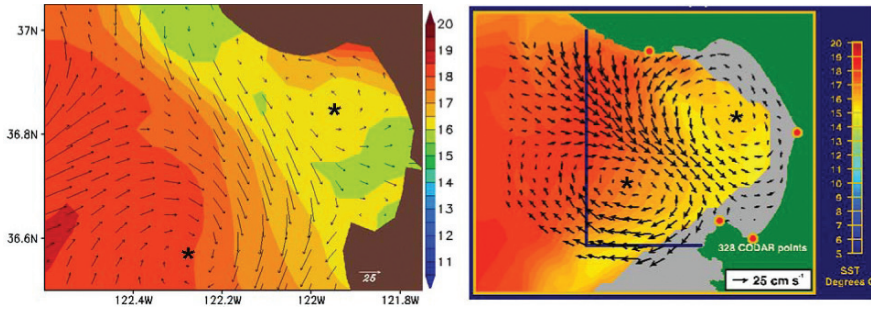 37N
36.8N
36.6N
122.4W
122.2W
122W
121.8W
20
19
18
17
16
15
14
13
12
11
25
*
*
*
*
328 CODAR points
25 cm s⁻¹
20
19
18
17
16
15
14
13
12
11
10
9
8
7
6
5
SST
Degrees C